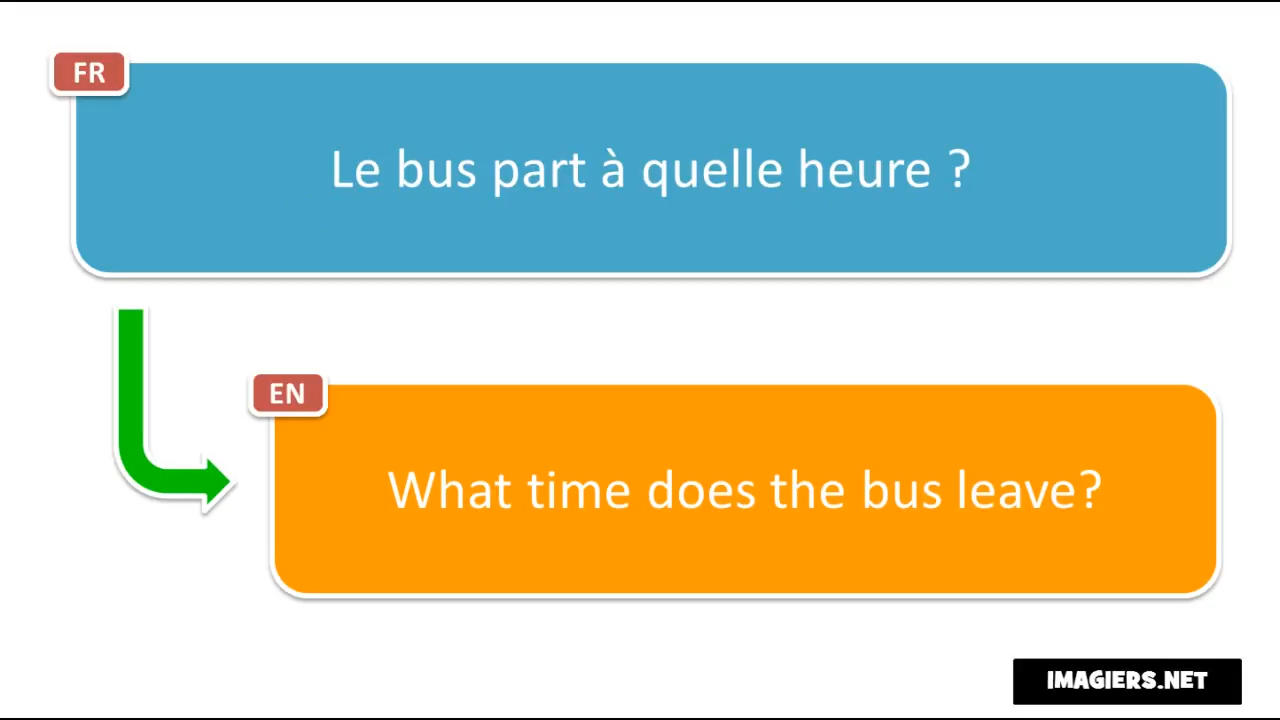 FR
Le bus part à quelle heure ?
EN
What time does the bus leave?
IMAGIERS.NET